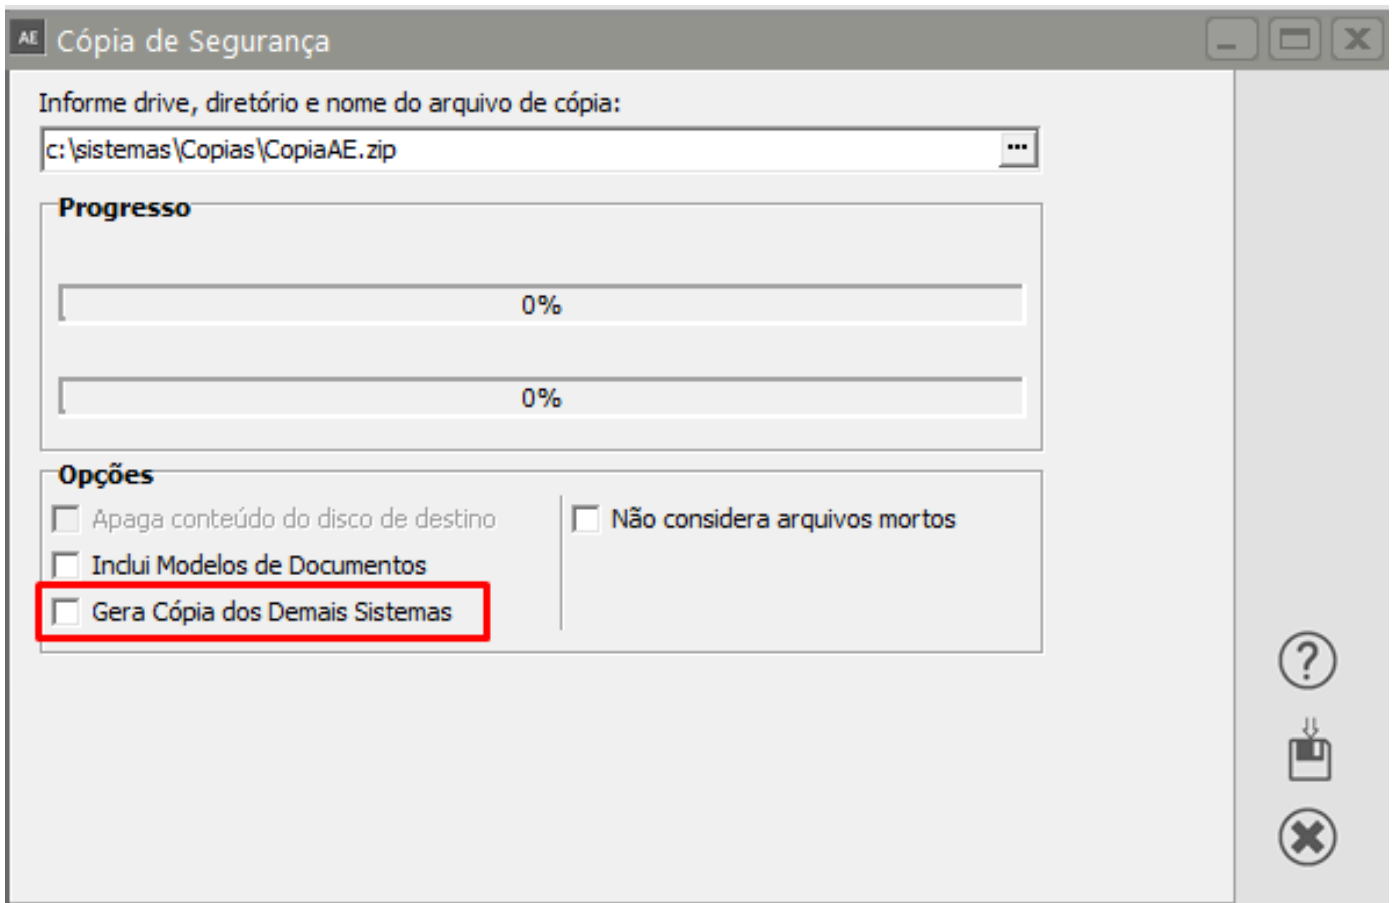 AE Cópia de Segurança
Informe drive, diretório e nome do arquivo de cópia:
c:\sistemas\Copias\CopiaAE.zip ...
Progresso
0%
0%
Opções
Apaga conteúdo do disco de destino
Não considera arquivos mortos
Inclui Modelos de Documentos
Gera Cópia dos Demais Sistemas
?